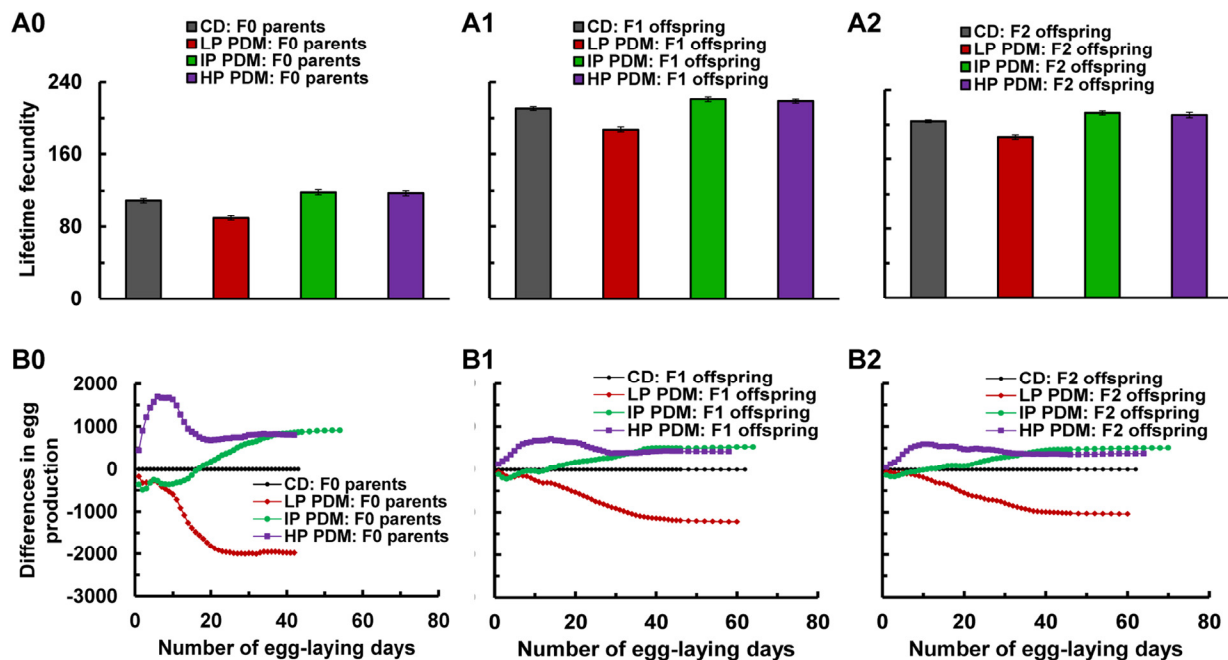 A0
CD: F0 parents
LP PDM: F0 parents
IP PDM: F0 parents
HP PDM: F0 parents
A1
CD: F1 offspring
LP PDM: F1 offspring
IP PDM: F1 offspring
HP PDM: F1 offspring
A2
CD: F2 offspring
LP PDM: F2 offspring
IP PDM: F2 offspring
HP PDM: F2 offspring
Lifetime fecundity
240
160
80
0
B0
B1
B2
CD: F1 offspring
LP PDM: F1 offspring
IP PDM: F1 offspring
HP PDM: F1 offspring
CD: F2 offspring
LP PDM: F2 offspring
IP PDM: F2 offspring
HP PDM: F2 offspring
Differences in egg
production
2000
1000
0
-1000
-2000
-3000
CD: F0 parents
LP PDM: F0 parents
IP PDM: F0 parents
HP PDM: F0 parents
0 20 40 60 80
0 20 40 60 80
0 20 40 60 80
Number of egg-laying days
Number of egg-laying days
Number of egg-laying days